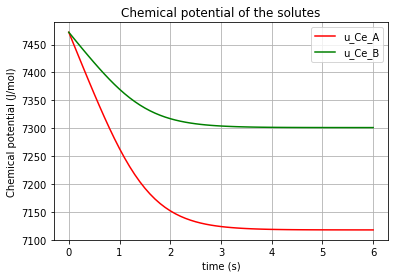 Chemical potential of the solutes
u_Ce_A
u_Ce_B
Chemical potential (J/mol)
7450
7400
7350
7300
7250
7200
7150
7100
0 1 2 3 4 5 6
time (s)